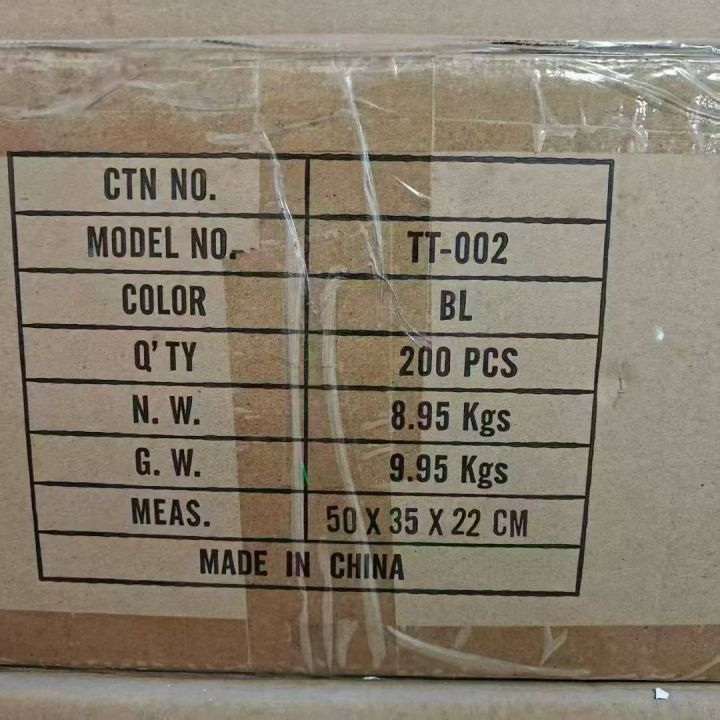 CTN NO.
MODEL NO. TT-002
COLOR BL
Q'TY 200 PCS
N. W. 8.95 Kgs
G. W. 9.95 Kgs
MEAS. 50 X 35 X 22 CM
MADE IN CHINA